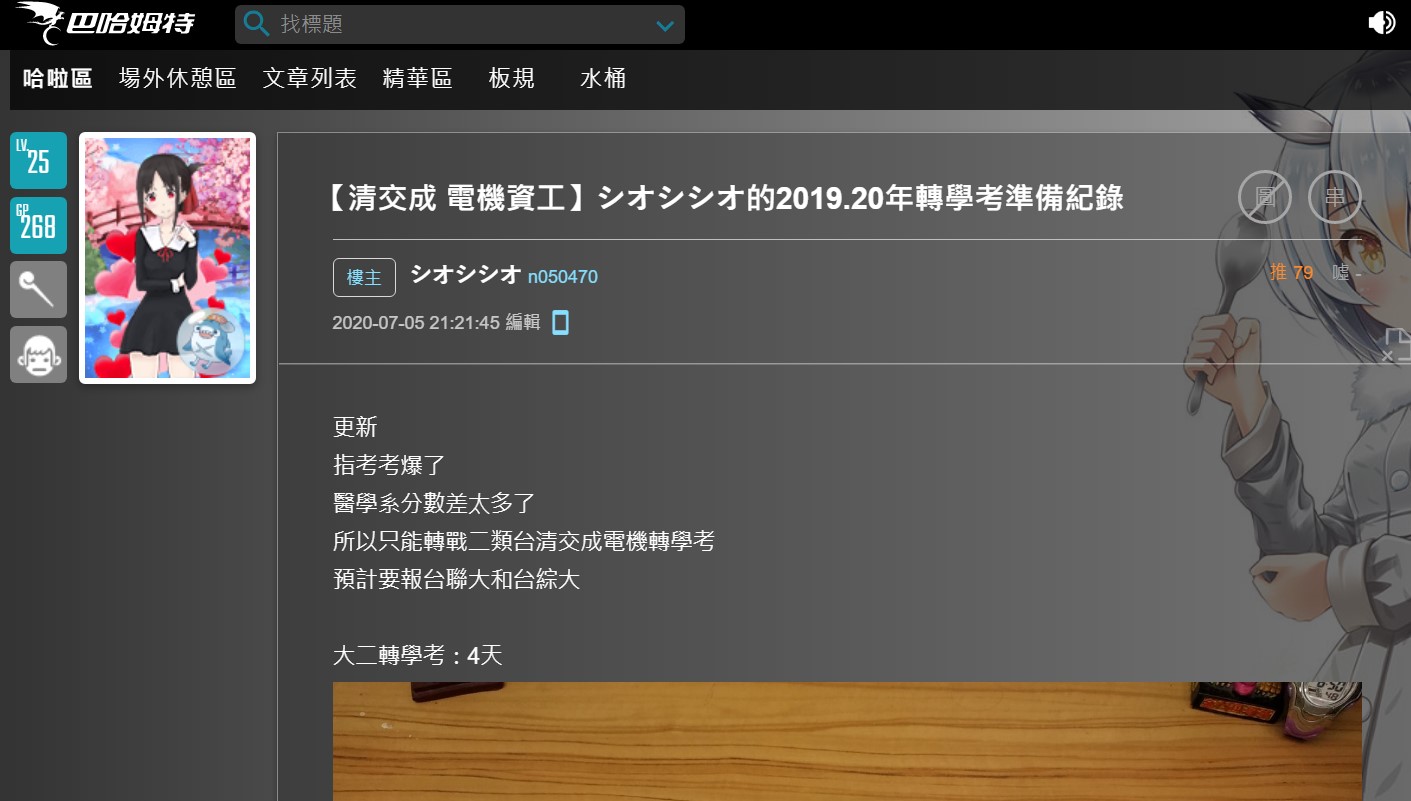 巴哈姆特
找標題
哈啦區 場外休憩區 文章列表 精華區 板規 水桶
LV. 25
GP 268
【清交成 電機資工】シオシシオ的2019.20年轉學考準備紀錄
圖 串
樓主 シオシシオ n050470
推 79 噓 -
2020-07-05 21:21:45 編輯
更新
指考考爆了
醫學系分數差太多了
所以只能轉戰二類台清交成電機轉學考
預計要報台聯大和台綜大
大二轉學考：4天